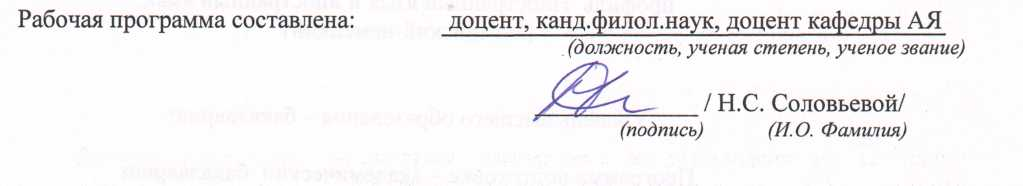 Рабочая программа составлена: доцент, канд.филол.наук, доцент кафедры АЯ
(должность, ученая степень, ученое звание)
/ Н.С. Соловьевой/
(подпись) (И.О. Фамилия)